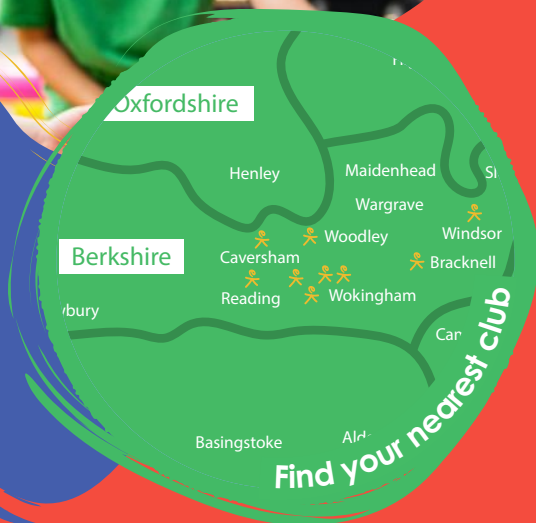 Oxfordshire
Henley
Maidenhead
Wargrave
Woodley
Windsor
Caversham
Berkshire
Bracknell
Reading
Wokingham
Basingstoke
Find your nearest club